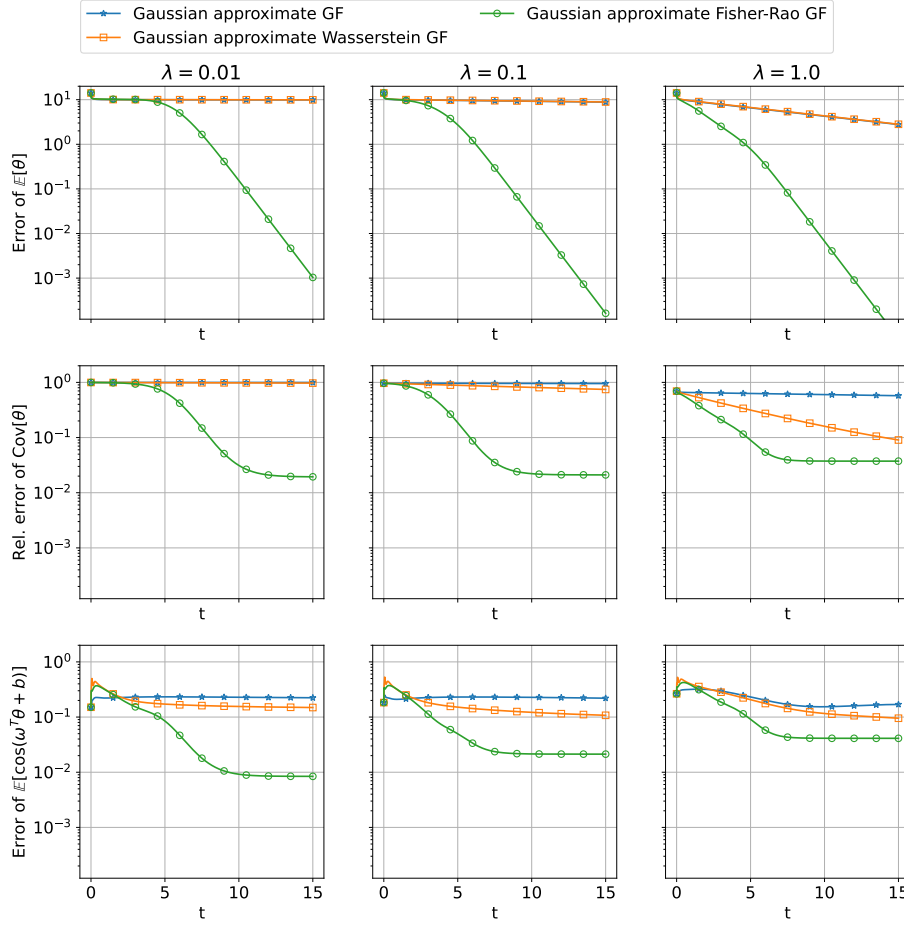 Gaussian approximate GF
Gaussian approximate Wasserstein GF
Gaussian approximate Fisher-Rao GF
λ = 0.01
λ = 0.1
λ = 1.0
Error of 𝔼[θ]
10¹
10⁰
10⁻¹
10⁻²
10⁻³
t
t
t
Rel. error of Cov[θ]
10⁰
10⁻¹
10⁻²
10⁻³
t
t
t
Error of 𝔼[cos(ωᵀθ + b)]
10⁰
10⁻¹
10⁻²
10⁻³
0 5 10 15
0 5 10 15
0 5 10 15
t
t
t